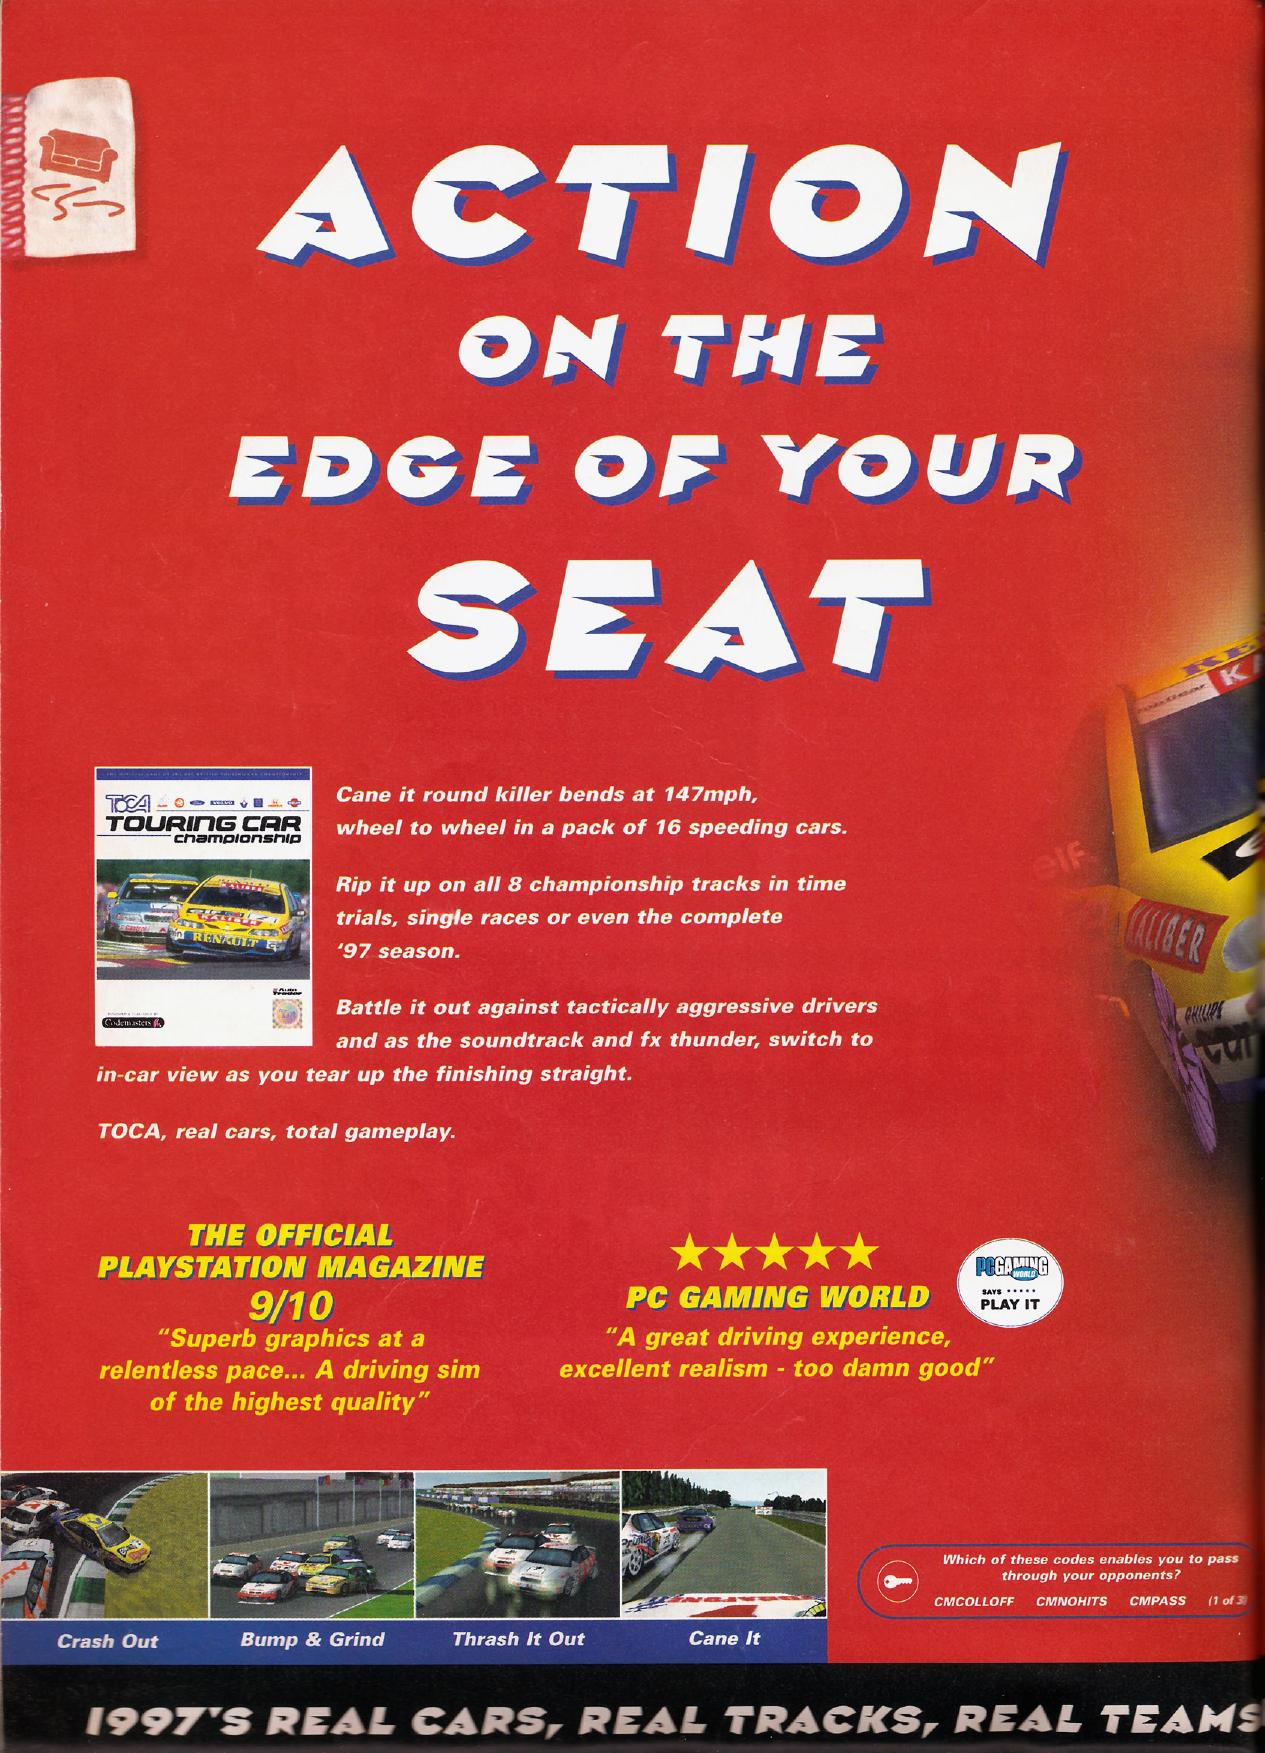 ACTION
ON THE
EDGE OF YOUR
SEAT
TOCA
TOURING CAR
championship
RENAULT
Codemasters
Cane it round killer bends at 147mph,
wheel to wheel in a pack of 16 speeding cars.
Rip it up on all 8 championship tracks in time
trials, single races or even the complete
‘97 season.
Battle it out against tactically aggressive drivers
and as the soundtrack and fx thunder, switch to
in-car view as you tear up the finishing straight.
TOCA, real cars, total gameplay.
elf
KALIBER
PHILIPS
THE OFFICIAL
PLAYSTATION MAGAZINE
9/10
“Superb graphics at a
relentless pace... A driving sim
of the highest quality”
PC GAMING WORLD
“A great driving experience,
excellent realism - too damn good”
PC GAMING
WORLD
SAYS
PLAY IT
Crash Out
Bump & Grind
Thrash It Out
Cane It
Which of these codes enables you to pass
through your opponents?
CMCOLLOFF CMNOHITS CMPASS (1 of 3)
1997'S REAL CARS, REAL TRACKS, REAL TEAMS